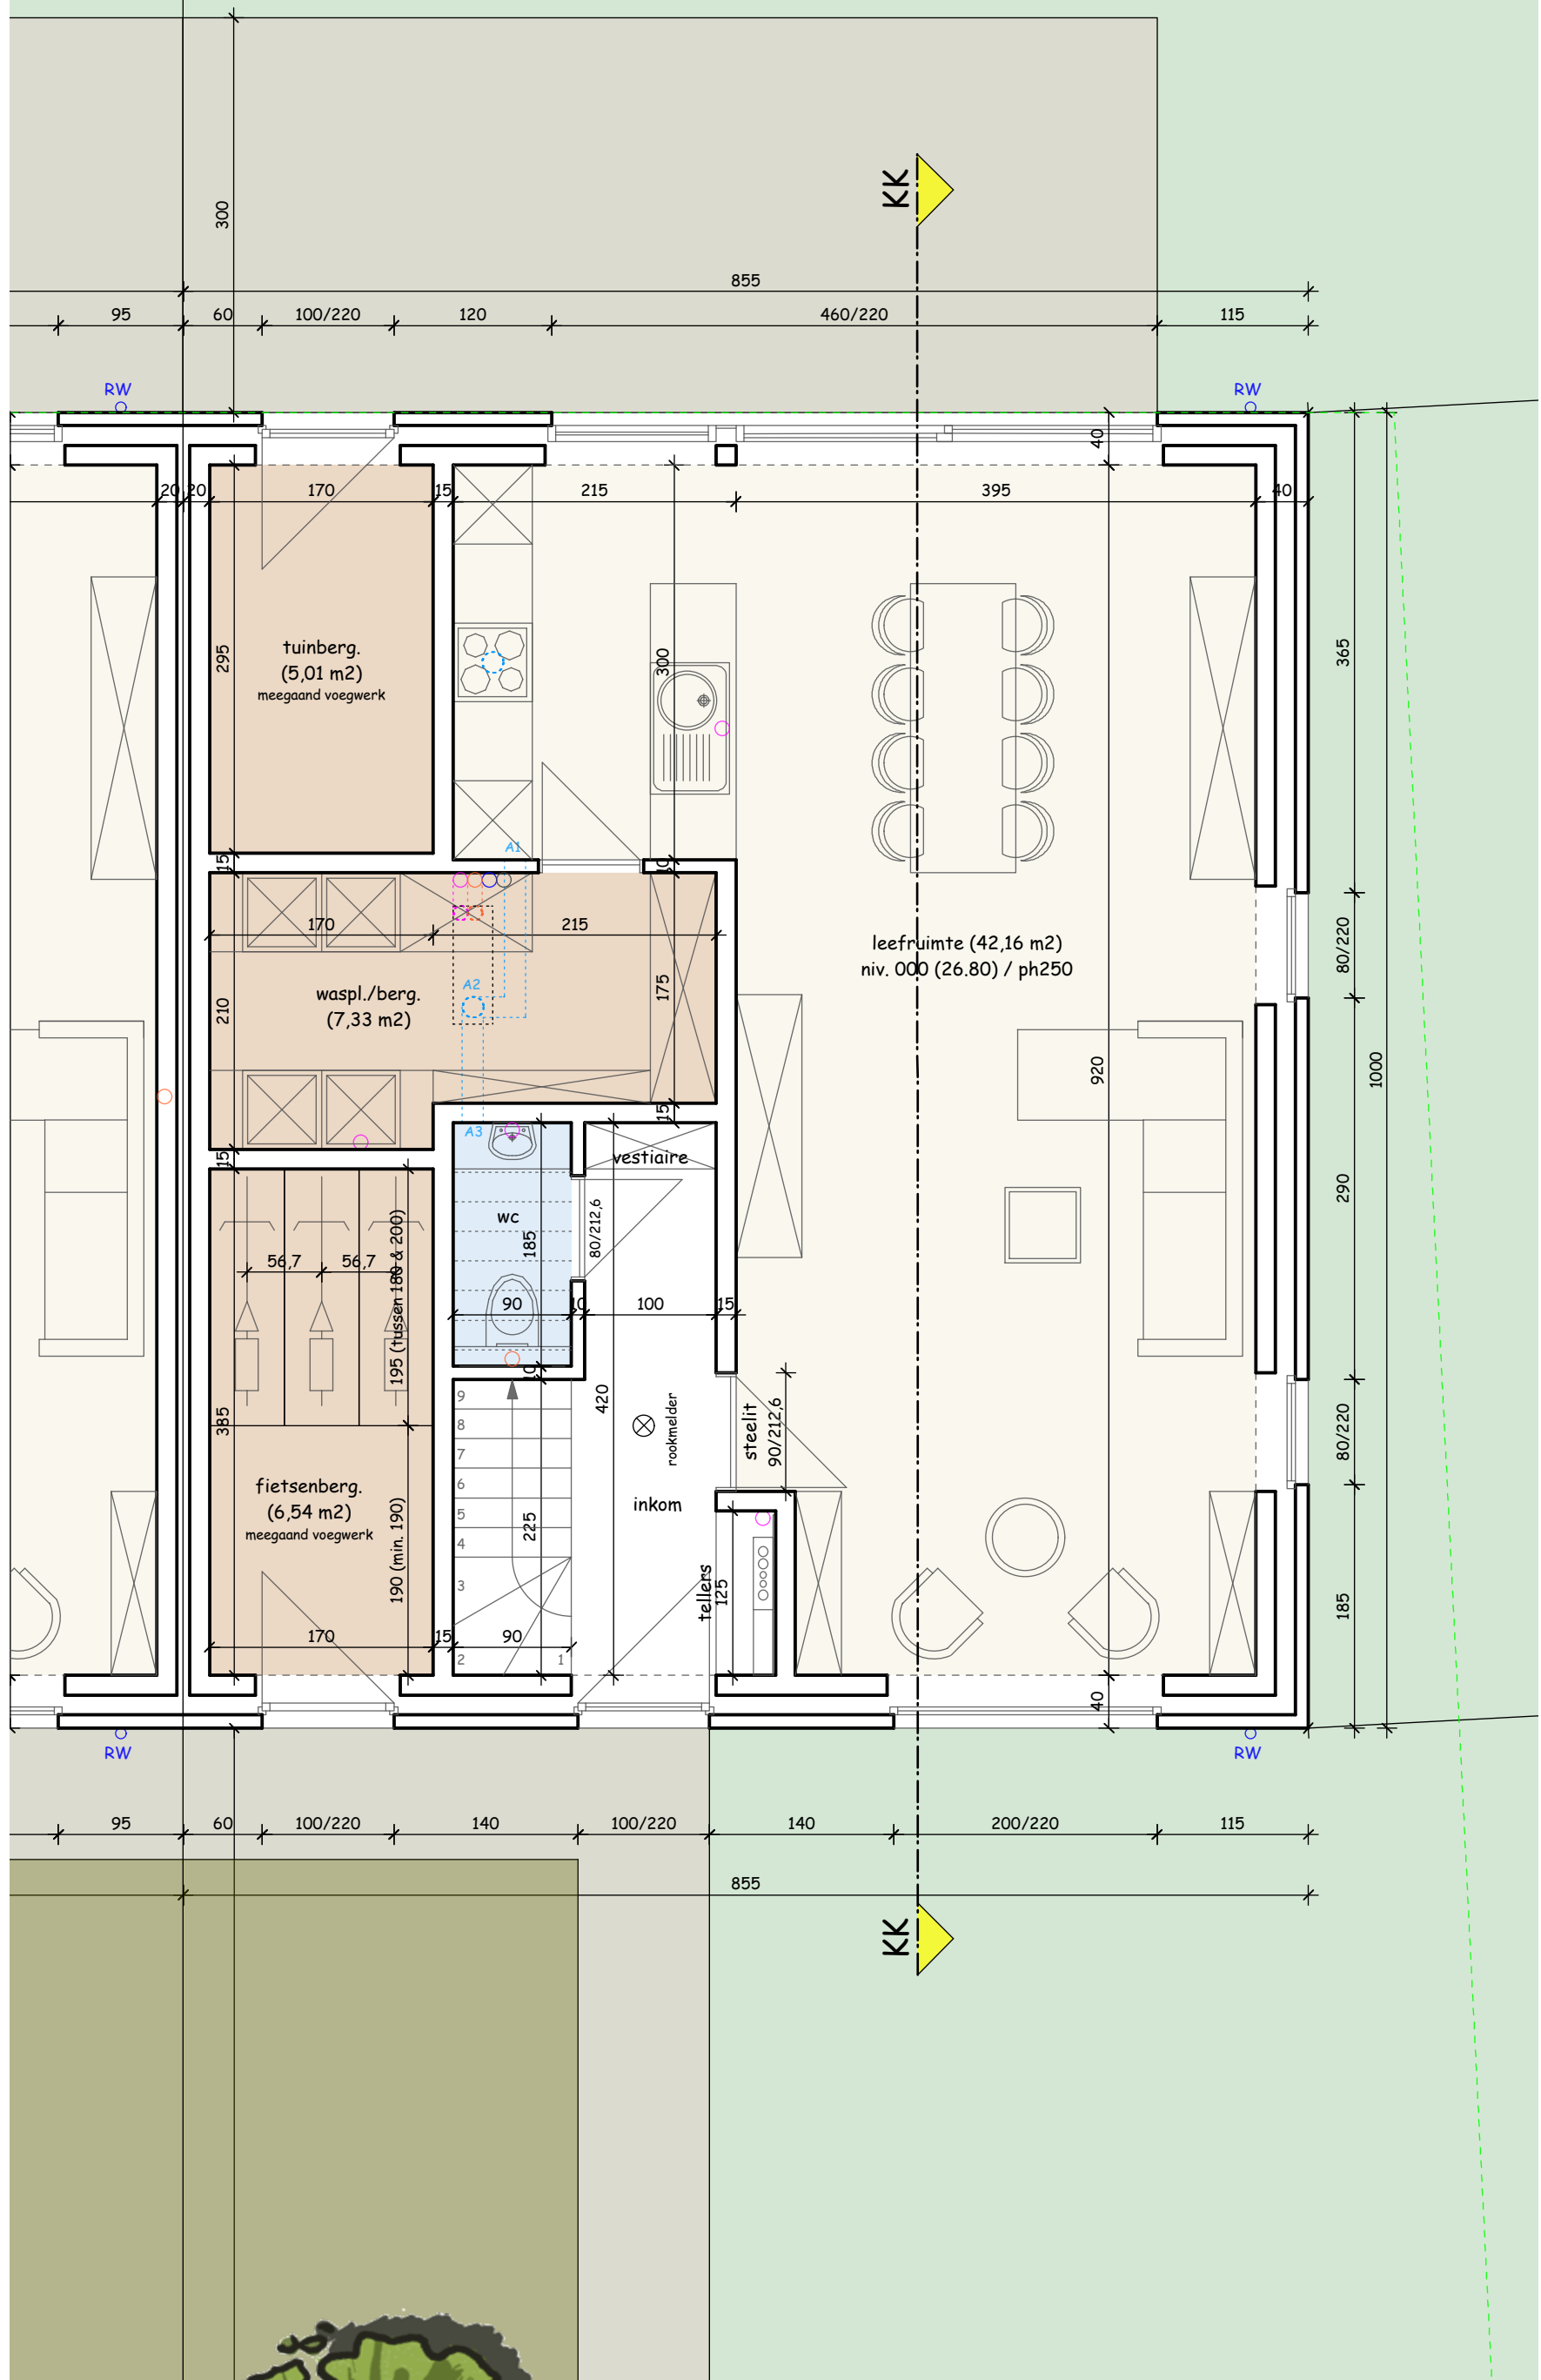 300
KK
855
95
60
100/220
120
460/220
115
RW
RW
40
20
20
170
15
215
395
40
295
tuinberg.
(5,01 m2)
meegaand voegwerk
300
365
15
A1
10
170
215
leefruimte (42,16 m2)
niv. 000 (26.80) / ph250
80/220
A2
waspl./berg.
(7,33 m2)
210
175
920
1000
15
A3
15
vestiaire
wc
185
80/212,6
290
195 (tussen 180 & 200)
56,7
56,7
90
10
100
15
10
9
8
7
6
5
4
3
2
1
420
rookmelder
steelit
90/212,6
80/220
385
fietsenberg.
(6,54 m2)
meegaand voegwerk
inkom
225
190 (min. 190)
tellers
125
185
170
15
90
40
RW
RW
95
60
100/220
140
100/220
140
200/220
115
855
KK